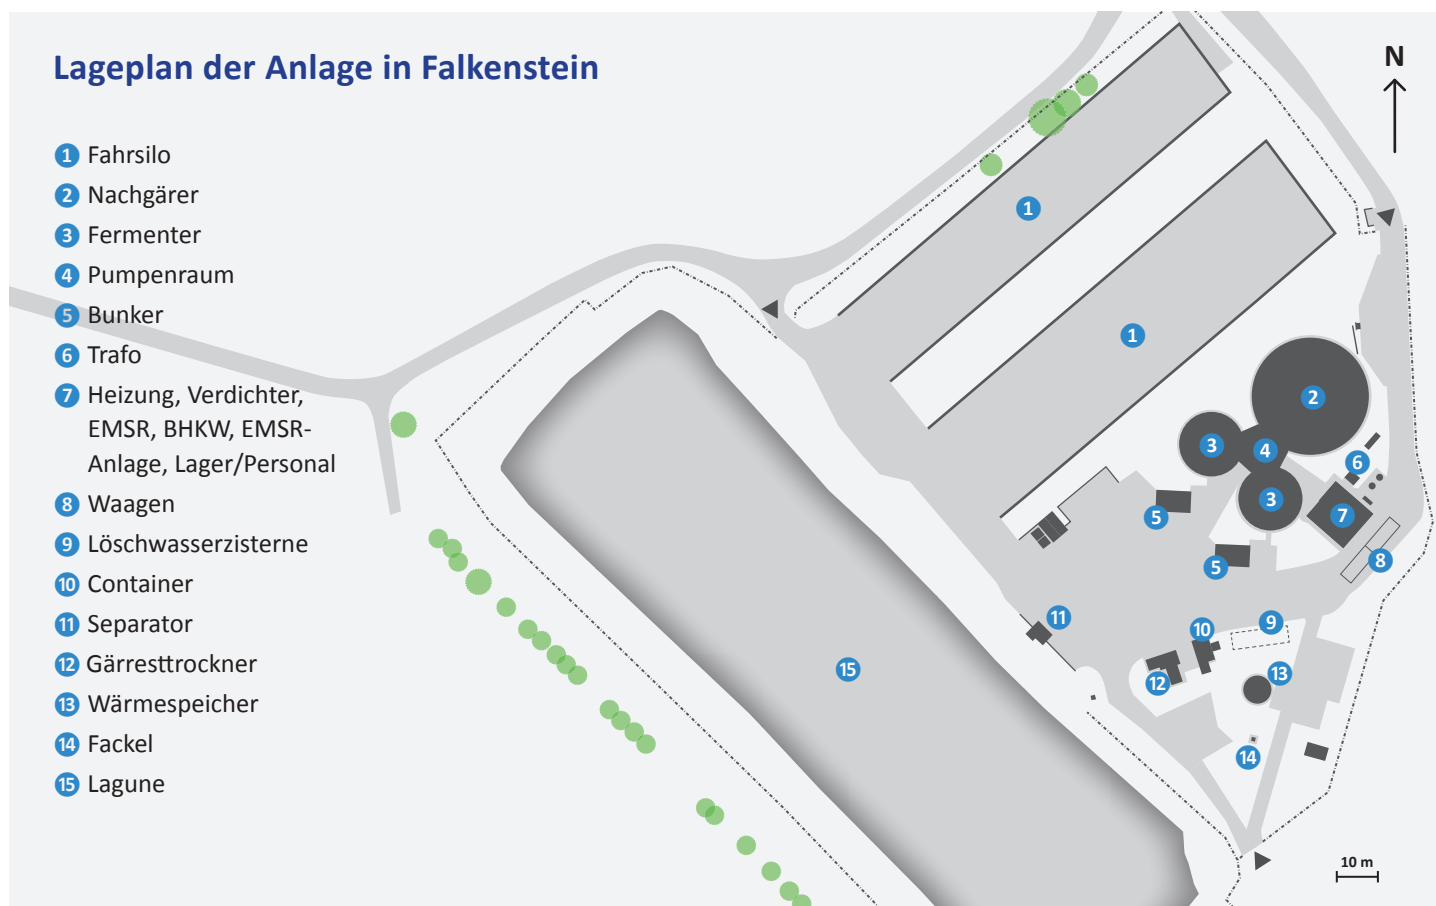 Lageplan der Anlage in Falkenstein
1 Fahrsilo
2 Nachgärer
3 Fermenter
4 Pumpenraum
5 Bunker
6 Trafo
7 Heizung, Verdichter,
EMSR, BHKW, EMSR-
Anlage, Lager/Personal
8 Waagen
9 Löschwasserzisterne
10 Container
11 Separator
12 Gärresttrockner
13 Wärmespeicher
14 Fackel
15 Lagune
N
1
1
2
3
4
6
3
5
7
5
8
11
9
10
15
13
12
14
10 m